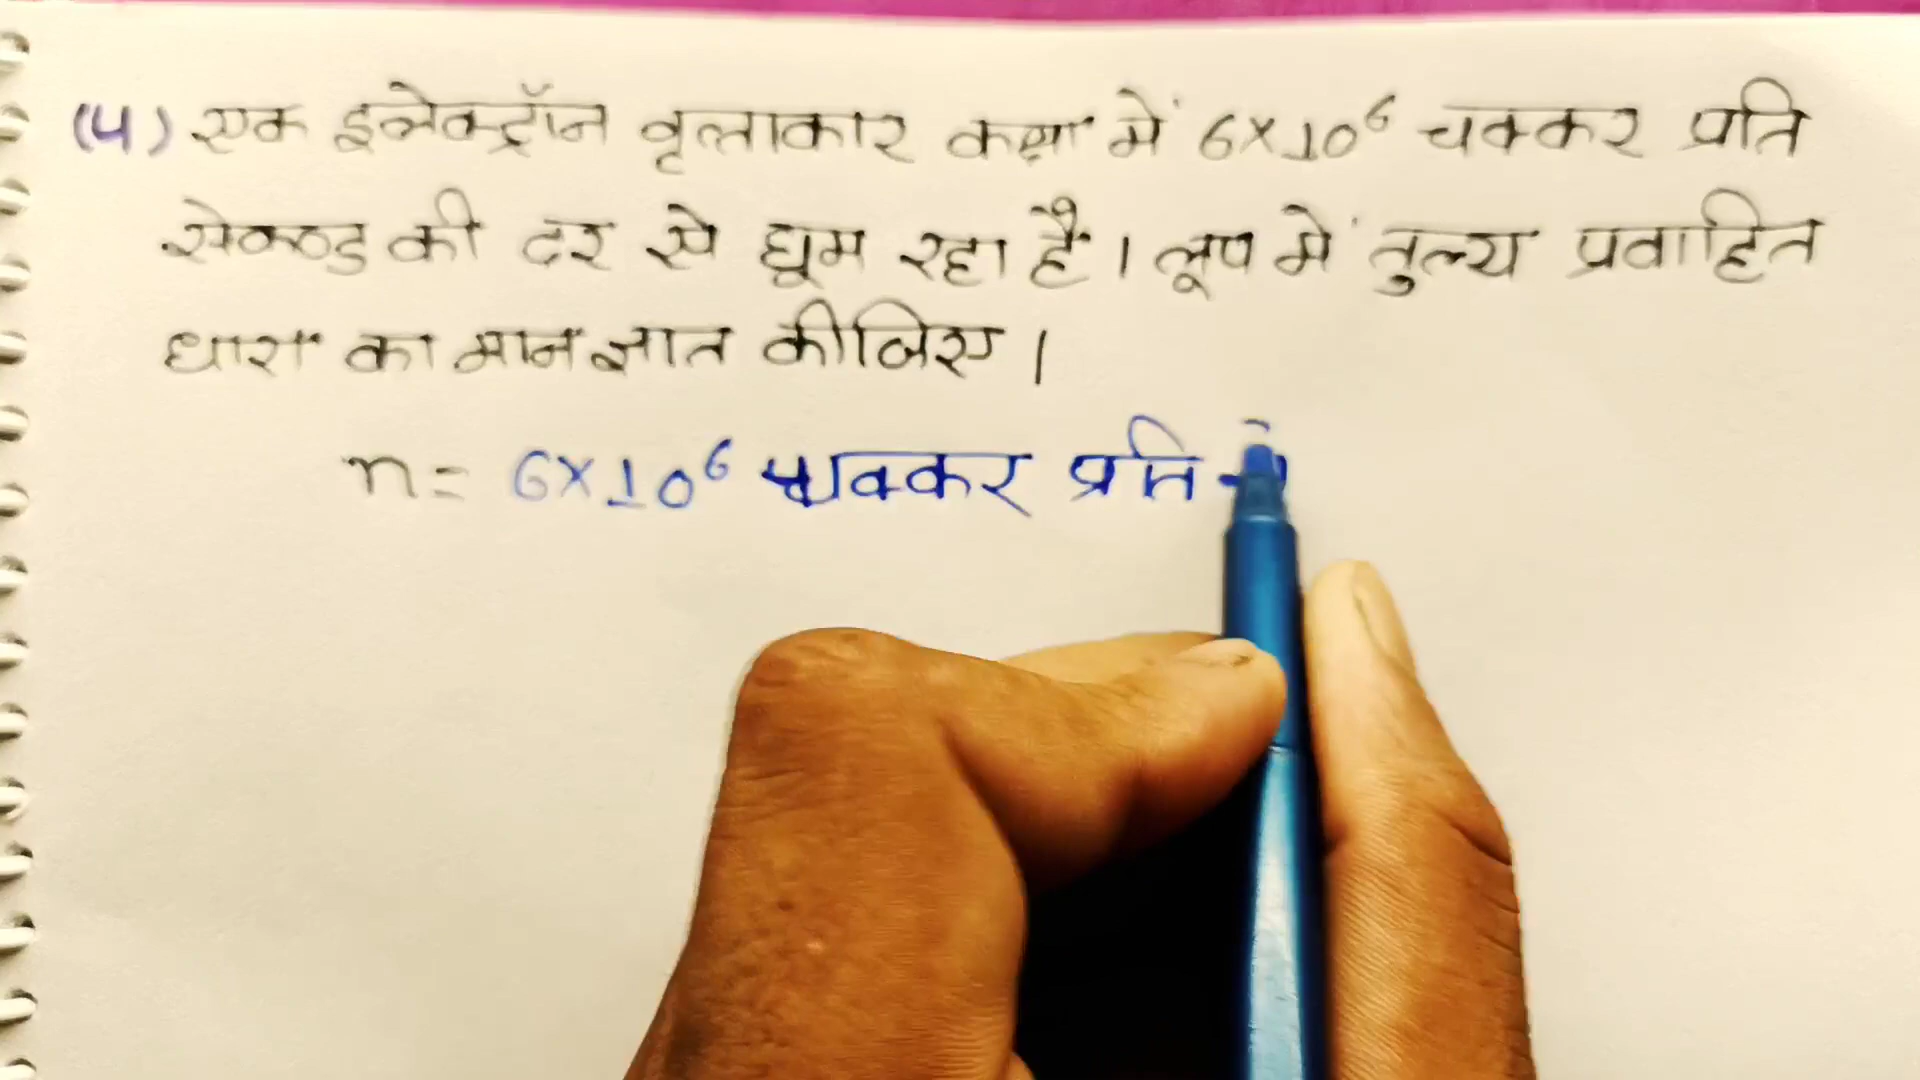 (4) एक इलेक्ट्रॉन वृत्ताकार कक्षा में 6×10⁶ चक्कर प्रति
सेकण्ड की दर से घूम रहा है। लूप में तुल्य प्रवाहित
धारा का मान ज्ञात कीजिए।
n = 6×10⁶ चक्कर प्रति